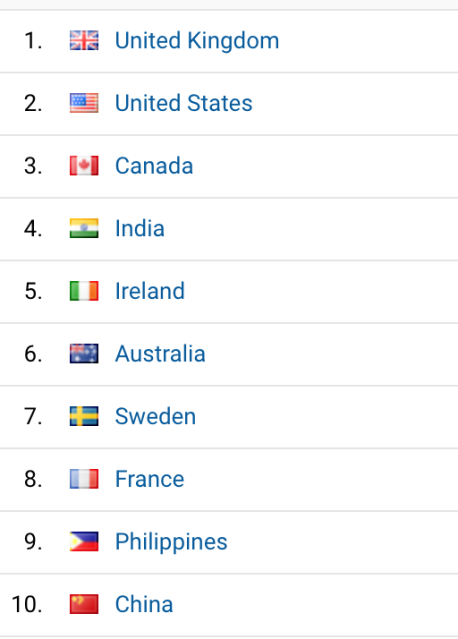 1. United Kingdom
2. United States
3. Canada
4. India
5. Ireland
6. Australia
7. Sweden
8. France
9. Philippines
10. China